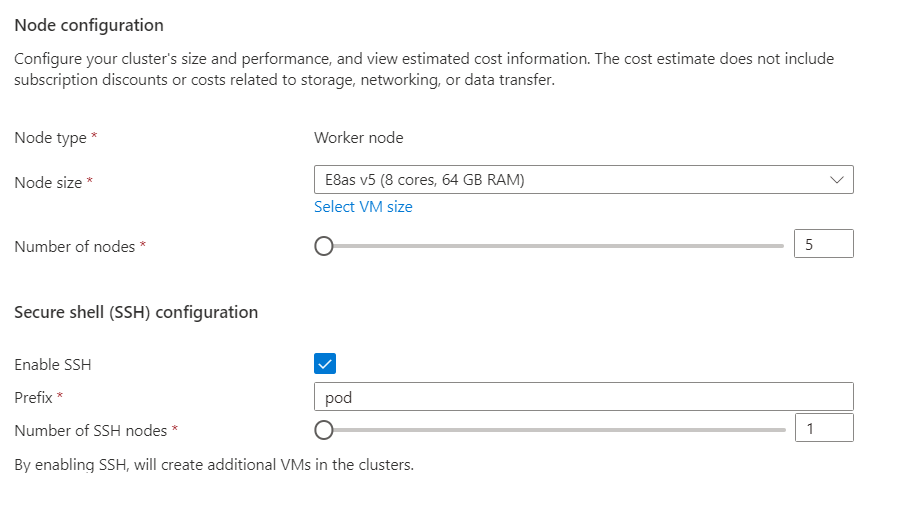 Node configuration
Configure your cluster's size and performance, and view estimated cost information. The cost estimate does not include
subscription discounts or costs related to storage, networking, or data transfer.
Node type * Worker node
Node size * E8as v5 (8 cores, 64 GB RAM)
Select VM size
Number of nodes * 5
Secure shell (SSH) configuration
Enable SSH
Prefix * pod
Number of SSH nodes * 1
By enabling SSH, will create additional VMs in the clusters.